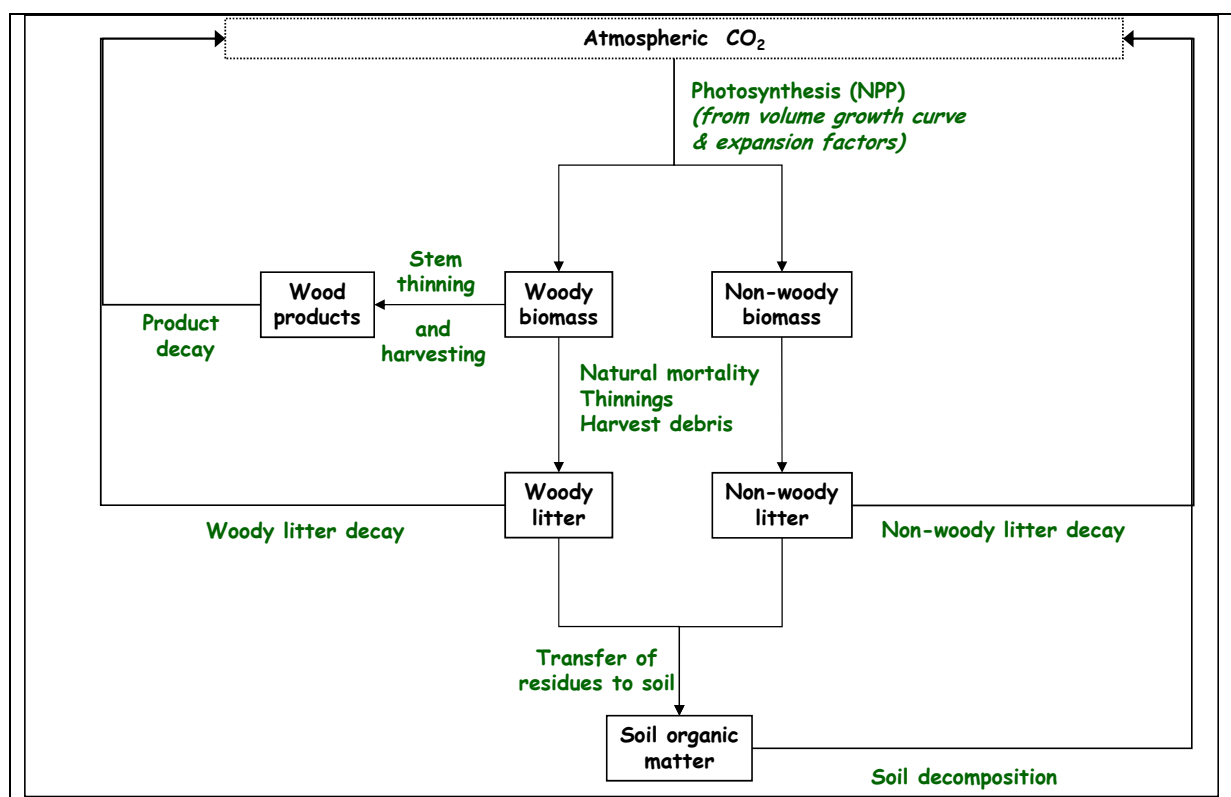 Atmospheric CO₂
Photosynthesis (NPP)
(from volume growth curve
& expansion factors)
Stem
thinning
Wood
products
Woody
biomass
Non-woody
biomass
Product
decay
and
harvesting
Natural mortality
Thinnings
Harvest debris
Woody
litter
Non-woody
litter
Woody litter decay
Non-woody litter decay
Transfer of
residues to soil
Soil organic
matter
Soil decomposition